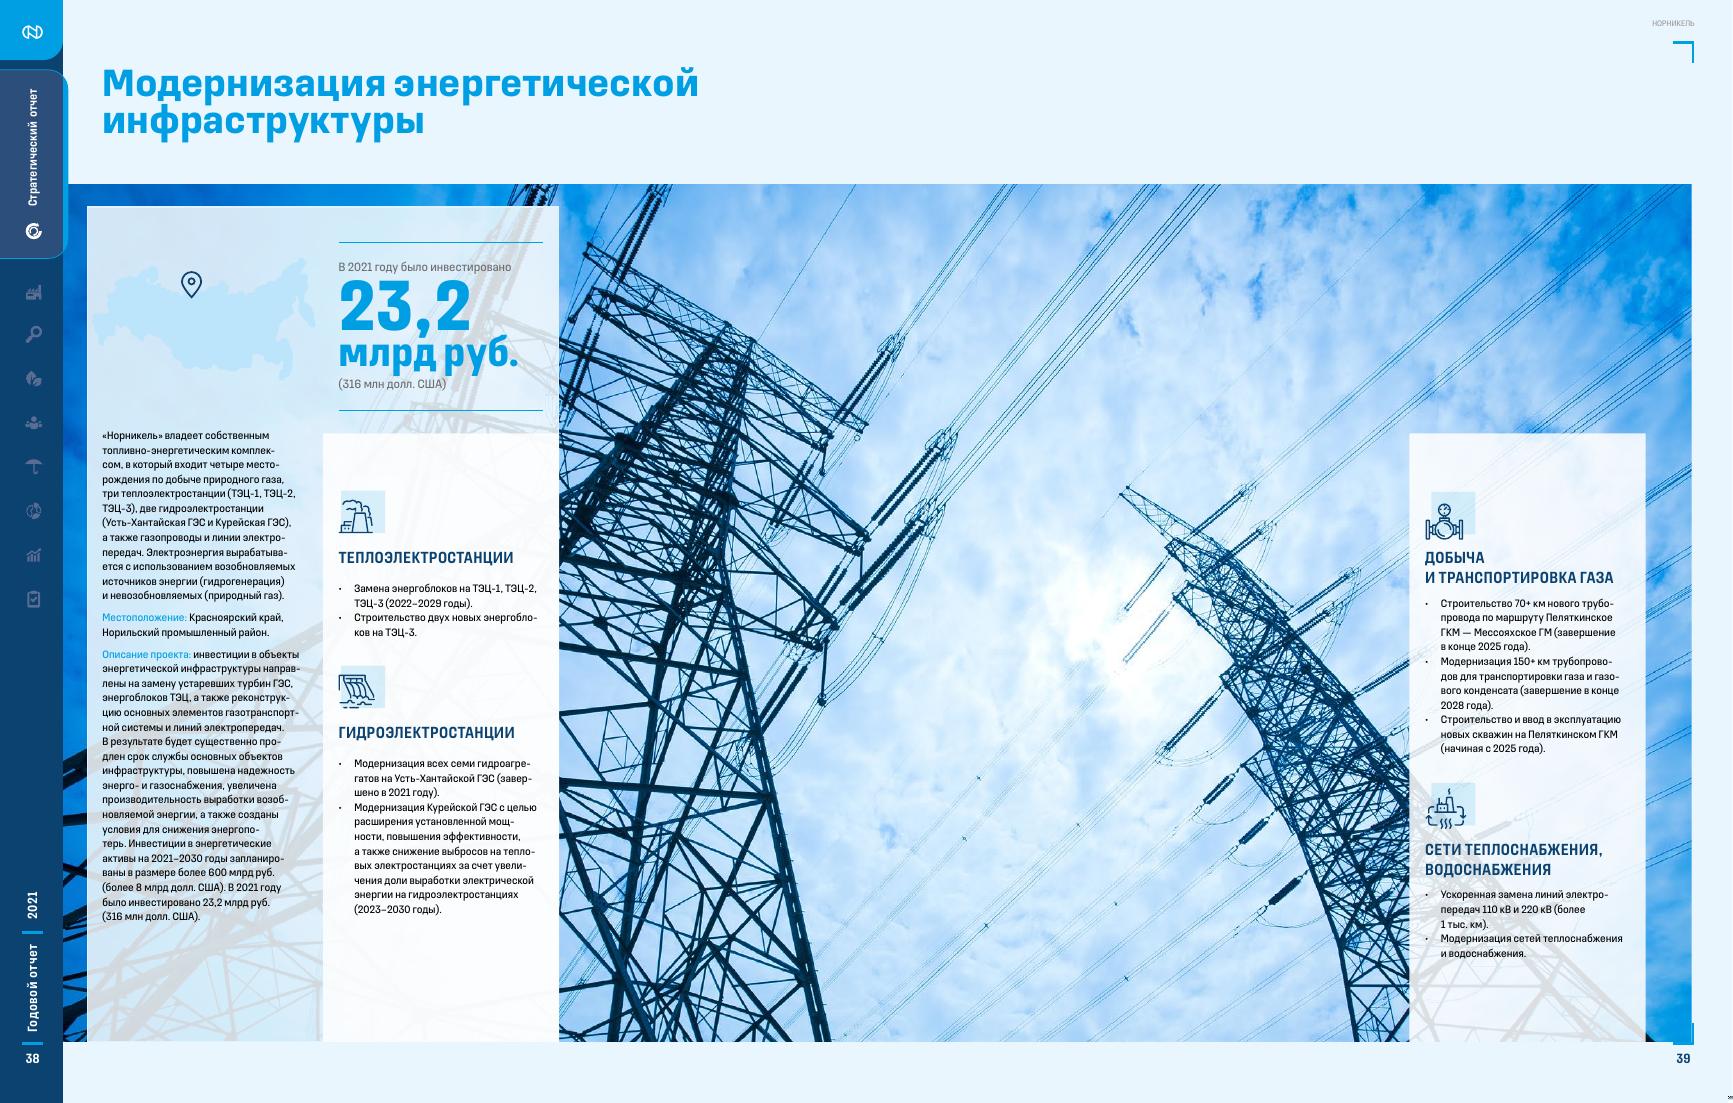 НОРНИКЕЛЬ
Стратегический отчет
Модернизация энергетической
инфраструктуры
В 2021 году было инвестировано
23,2
млрд руб.
(316 млн долл. США)
«Норникель» владеет собственным
топливно-энергетическим комплек-
сом, в который входит четыре место-
рождения по добыче природного газа,
три теплоэлектростанции (ТЭЦ-1, ТЭЦ-2,
ТЭЦ-3), две гидроэлектростанции
(Усть-Хантайская ГЭС и Курейская ГЭС),
а также газопроводы и линии электро-
передач. Электроэнергия вырабатыва-
ется с использованием возобновляемых
источников энергии (гидрогенерация)
и невозобновляемых (природный газ).
Местоположение: Красноярский край,
Норильский промышленный район.
Описание проекта: инвестиции в объекты
энергетической инфраструктуры направ-
лены на замену устаревших турбин ГЭС,
энергоблоков ТЭЦ, а также реконструк-
цию основных элементов газотранспорт-
ной системы и линий электропередач.
В результате будет существенно про-
длен срок службы основных объектов
инфраструктуры, повышена надежность
энерго- и газоснабжения, увеличена
производительность выработки возоб-
новляемой энергии, а также созданы
условия для снижения энергопо-
терь. Инвестиции в энергетические
активы на 2021–2030 годы запланиро-
ваны в размере более 600 млрд руб.
(более 8 млрд долл. США). В 2021 году
было инвестировано 23,2 млрд руб.
(316 млн долл. США).
ТЕПЛОЭЛЕКТРОСТАНЦИИ
• Замена энергоблоков на ТЭЦ-1, ТЭЦ-2,
ТЭЦ-3 (2022–2029 годы).
• Строительство двух новых энергобло-
ков на ТЭЦ-3.
ГИДРОЭЛЕКТРОСТАНЦИИ
• Модернизация всех семи гидроагре-
гатов на Усть-Хантайской ГЭС (завер-
шено в 2021 году).
• Модернизация Курейской ГЭС с целью
расширения установленной мощ-
ности, повышения эффективности,
а также снижение выбросов на тепло-
вых электростанциях за счет увели-
чения доли выработки электрической
энергии на гидроэлектростанциях
(2023–2030 годы).
ДОБЫЧА
И ТРАНСПОРТИРОВКА ГАЗА
• Строительство 70+ км нового трубо-
провода по маршруту Пеляткинское
ГКМ — Мессояхское ГМ (завершение
в конце 2025 года).
• Модернизация 150+ км трубопрово-
дов для транспортировки газа и газо-
вого конденсата (завершение в конце
2028 года).
• Строительство и ввод в эксплуатацию
новых скважин на Пеляткинском ГКМ
(начиная с 2025 года).
СЕТИ ТЕПЛОСНАБЖЕНИЯ,
ВОДОСНАБЖЕНИЯ
• Ускоренная замена линий электро-
передач 110 кВ и 220 кВ (более
1 тыс. км).
• Модернизация сетей теплоснабжения
и водоснабжения.
Годовой отчет
2021
38
39